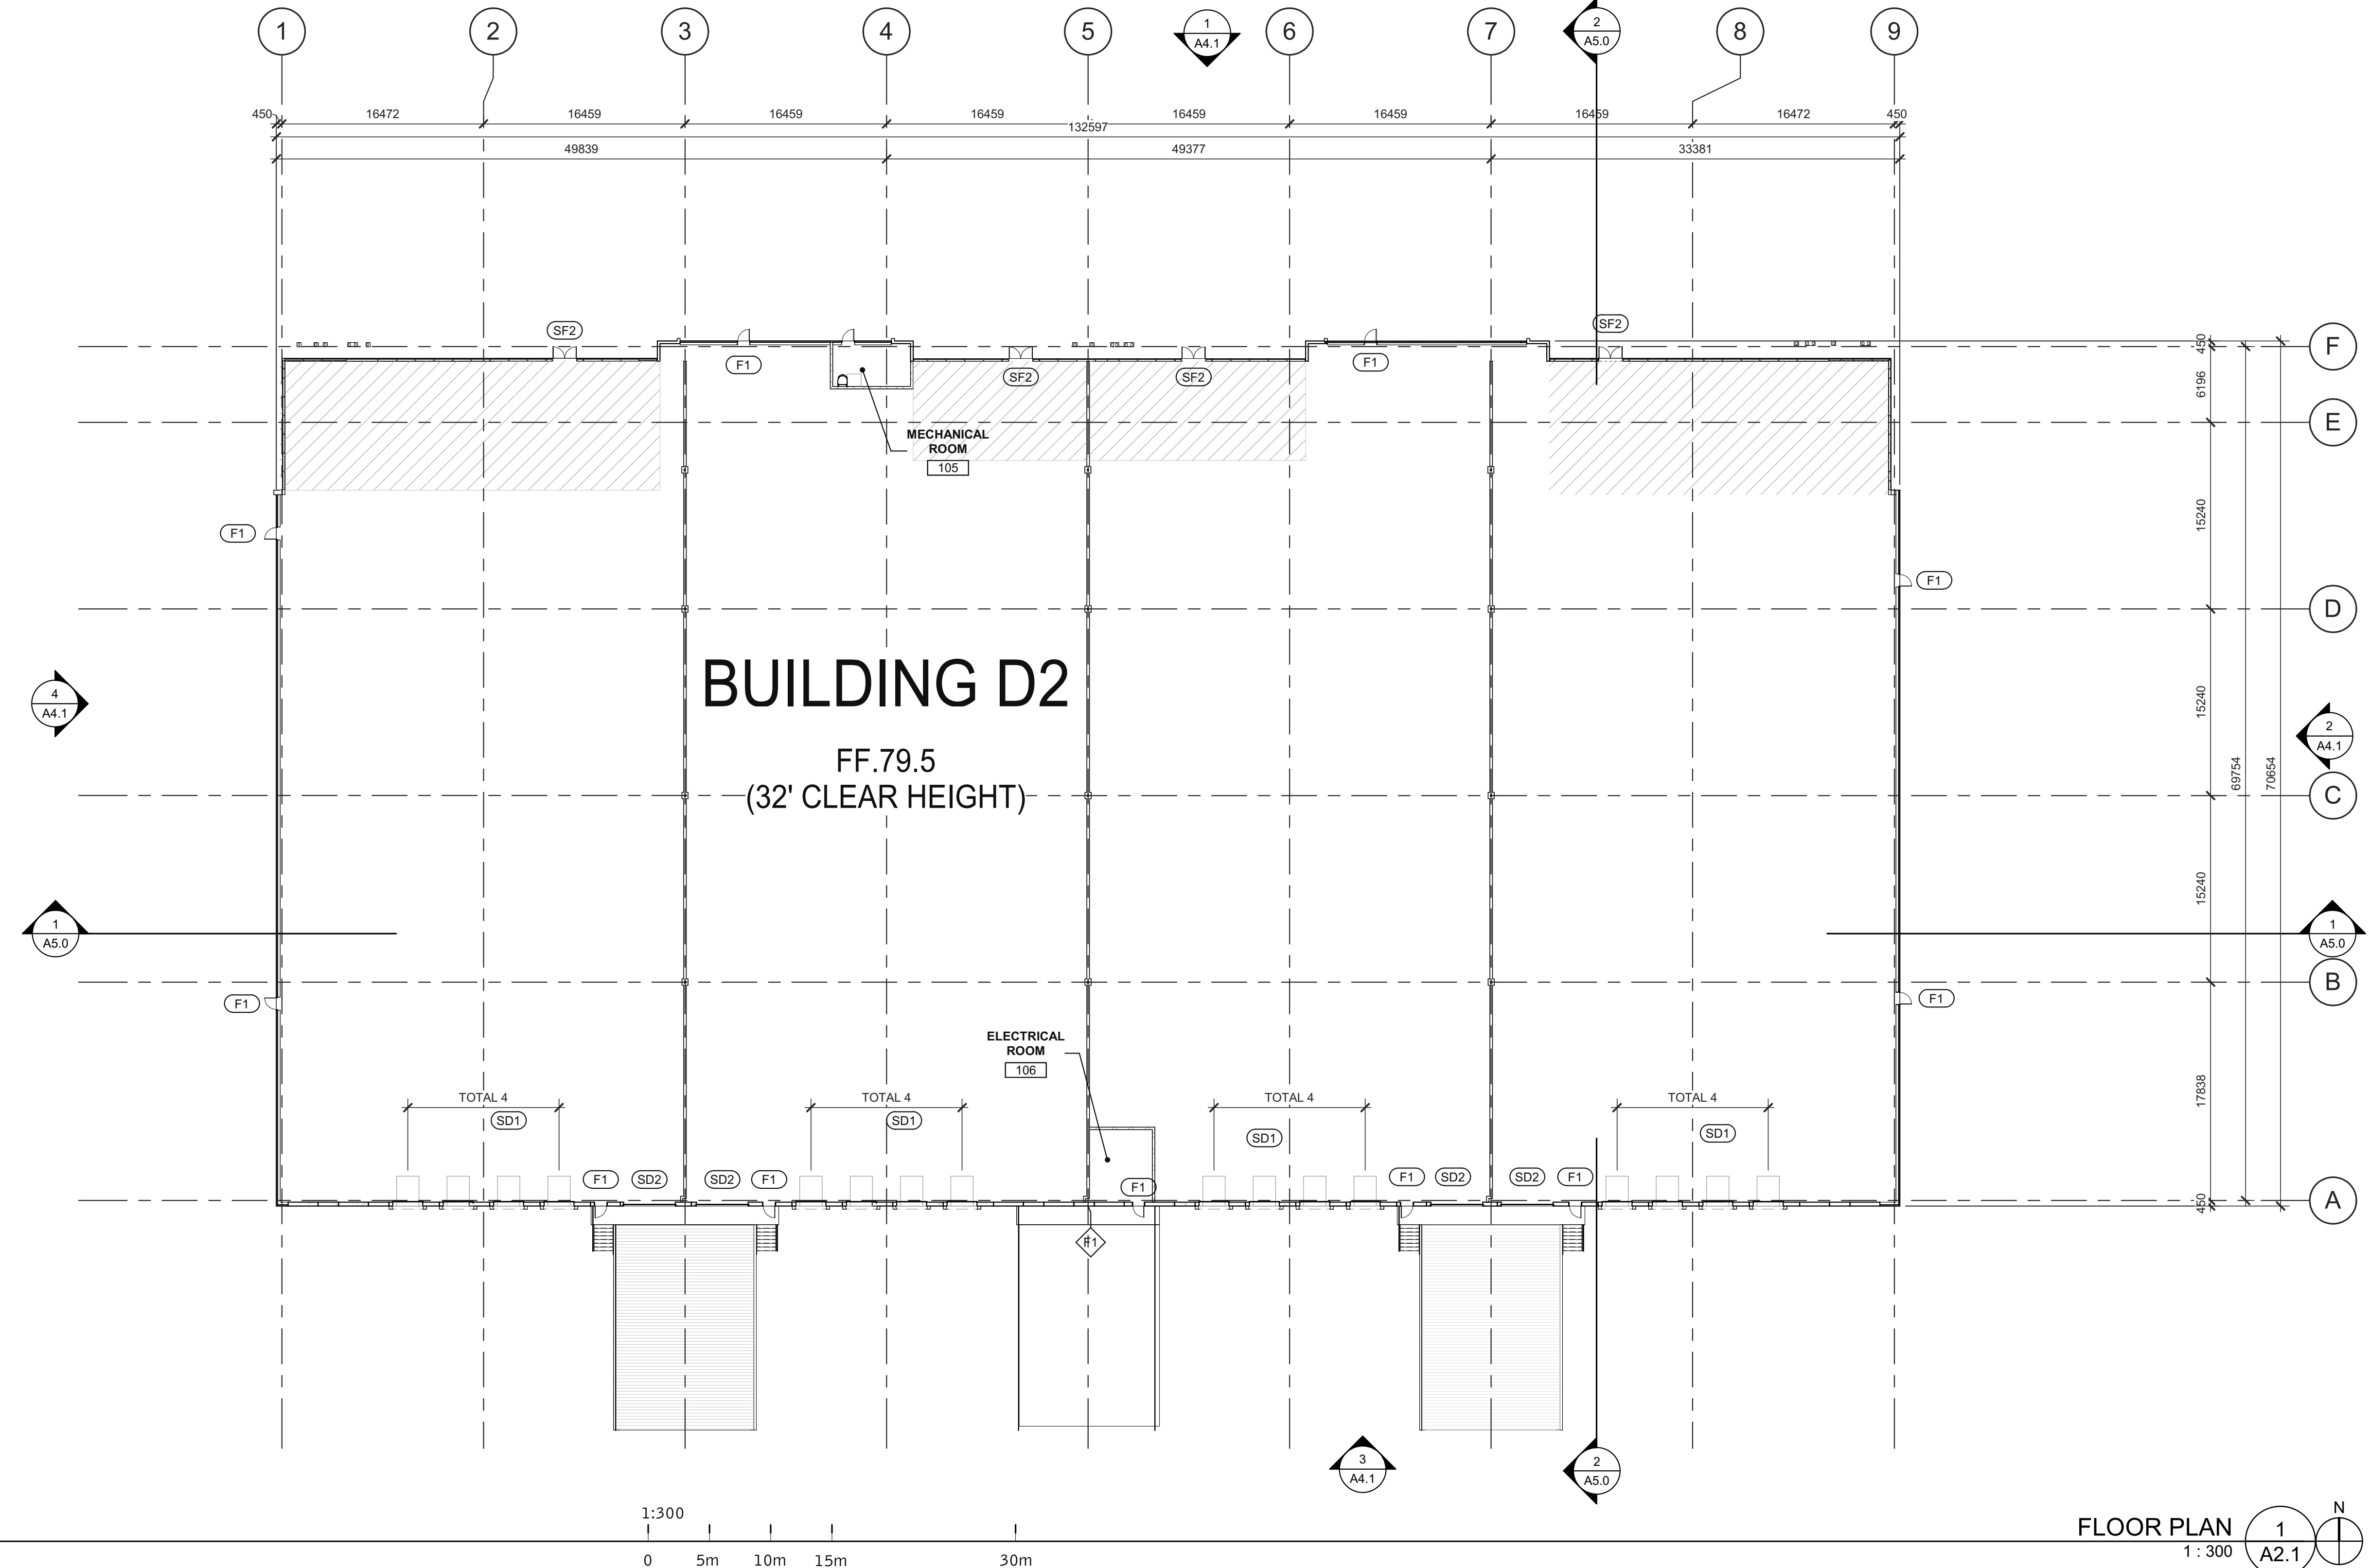 1 2 3 4 5 6 7 8 9
1
A4.1
2
A5.0
450 16472 16459 16459 16459 16459 16459 16459 16472 450
132597
49839 49377 33381
SF2 SF2
F
450
F1 F1
SF2 SF2
6196
E
MECHANICAL
ROOM
105
15240
F1
F1
D
BUILDING D2
15240
4
A4.1
2
A4.1
FF.79.5
(32' CLEAR HEIGHT)
69754
70654
C
15240
1
A5.0
1
A5.0
B
F1
F1
ELECTRICAL
ROOM
106
17838
TOTAL 4 TOTAL 4 TOTAL 4 TOTAL 4
SD1 SD1 SD1 SD1
F1 SD2 SD2 F1 F1 F1 SD2 SD2 F1
450
A
F1
3
A4.1
2
A5.0
1:300
0 5m 10m 15m 30m
FLOOR PLAN
1 : 300
1
A2.1
N